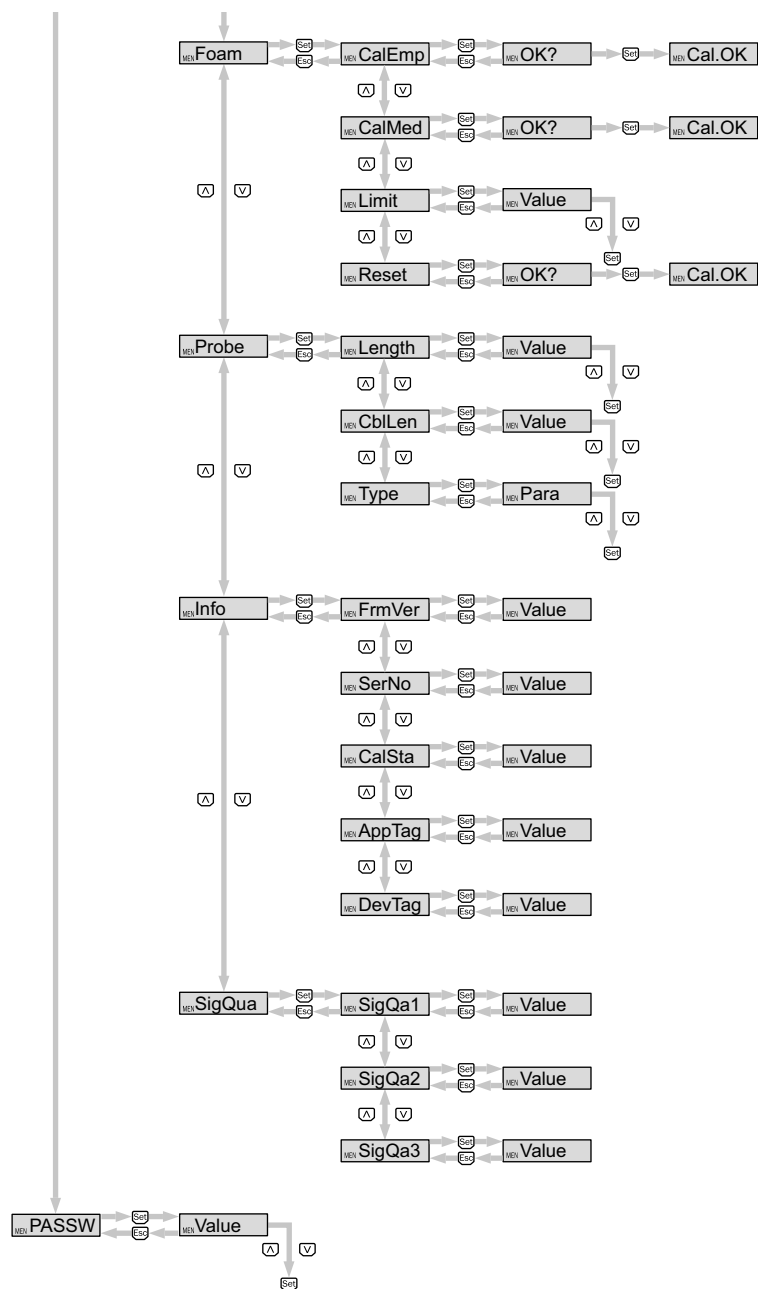 MEN Foam Set Esc MEN CalEmp Set Esc MEN OK? Set MEN Cal.OK
MEN CalMed Set Esc MEN OK? Set MEN Cal.OK
MEN Limit Set Esc MEN Value
Set
MEN Reset Set Esc MEN OK? Set MEN Cal.OK
MEN Probe Set Esc MEN Length Set Esc MEN Value
Set
MEN CblLen Set Esc MEN Value
Set
MEN Type Set Esc MEN Para
Set
MEN Info Set Esc MEN FrmVer Set Esc MEN Value
MEN SerNo Set Esc MEN Value
MEN CalSta Set Esc MEN Value
MEN AppTag Set Esc MEN Value
MEN DevTag Set Esc MEN Value
MEN SigQua Set Esc MEN SigQa1 Set Esc MEN Value
MEN SigQa2 Set Esc MEN Value
MEN SigQa3 Set Esc MEN Value
MEN PASSW Set Esc MEN Value
Set